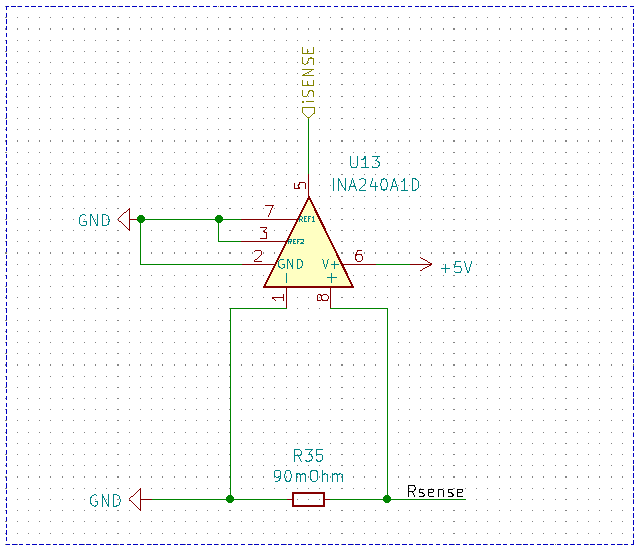 iSENSE
U13
INA240A1D
5
GND
7
REF1
3
REF2
2
GND
V+
6
+5V
-
+
1
8
R35
90mOhm
GND
Rsense